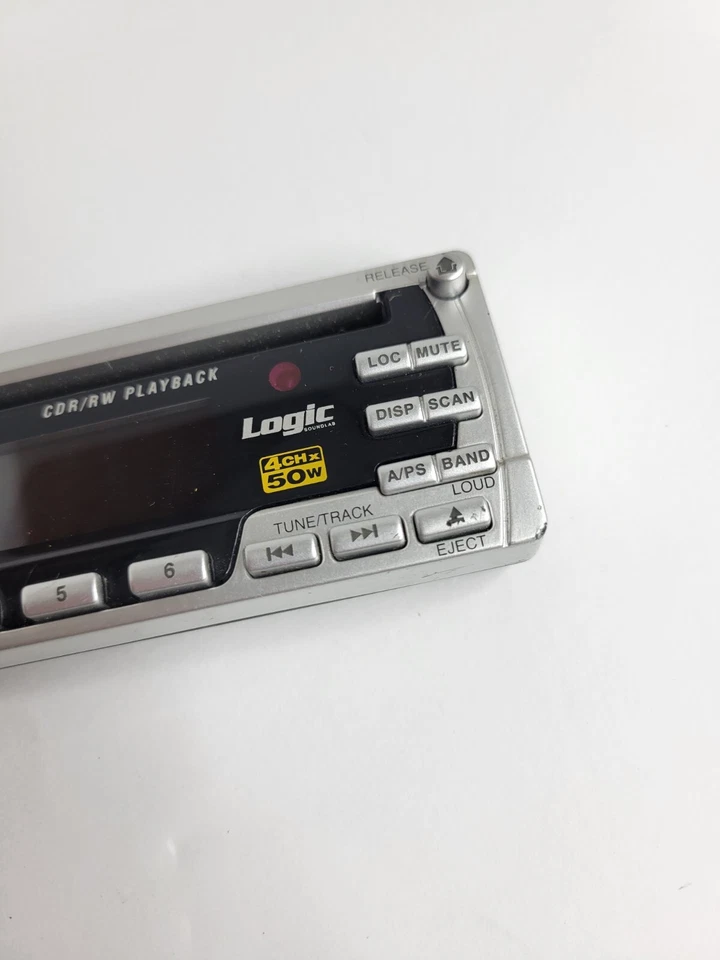 RELEASE
LOC MUTE
CDR/RW PLAYBACK
Logic
SOUNDLAB
DISP SCAN
4CHx
50W
A/PS BAND
LOUD
TUNE/TRACK
EJECT
5 6